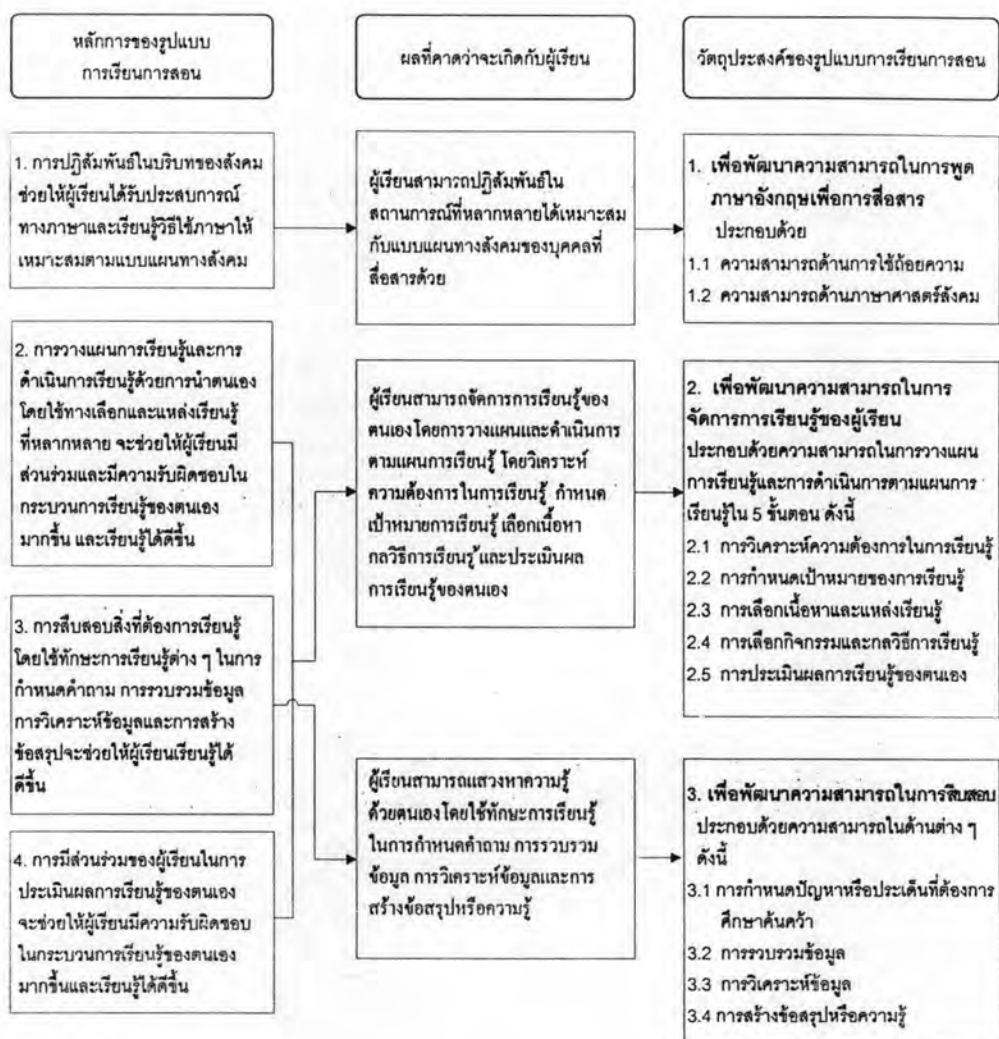 หลักการของรูปแบบ
การเรียนการสอน
ผลที่คาดว่าจะเกิดกับผู้เรียน
วัตถุประสงค์ของรูปแบบการเรียนการสอน
1. การปฏิสัมพันธ์ในบริบทของสังคม
ช่วยให้ผู้เรียนได้รับประสบการณ์
ทางภาษาและเรียนรู้วิธีใช้ภาษาให้
เหมาะสมตามแบบแผนทางสังคม
ผู้เรียนสามารถปฏิสัมพันธ์ใน
สถานการณ์ที่หลากหลายได้เหมาะสม
กับแบบแผนทางสังคมของบุคคลที่
สื่อสารด้วย
1. เพื่อพัฒนาความสามารถในการพูด
ภาษาอังกฤษเพื่อการสื่อสาร
ประกอบด้วย
1.1 ความสามารถด้านการใช้ถ้อยความ
1.2 ความสามารถด้านภาษาศาสตร์สังคม
2. การวางแผนการเรียนรู้และการ
ดำเนินการเรียนรู้ด้วยการนำตนเอง
โดยใช้ทางเลือกและแหล่งเรียนรู้
ที่หลากหลาย จะช่วยให้ผู้เรียนมี
ส่วนร่วมและมีความรับผิดชอบใน
กระบวนการเรียนรู้ของตนเอง
มากขึ้น และเรียนรู้ได้ดีขึ้น
ผู้เรียนสามารถจัดการการเรียนรู้ของ
ตนเองโดยการวางแผนและดำเนินการ
ตามแผนการเรียนรู้ โดยวิเคราะห์
ความต้องการในการเรียนรู้ กำหนด
เป้าหมายการเรียนรู้ เลือกเนื้อหา
กลวิธีการเรียนรู้ และประเมินผล
การเรียนรู้ของตนเอง
2. เพื่อพัฒนาความสามารถในการ
จัดการการเรียนรู้ของผู้เรียน
ประกอบด้วยความสามารถในการวางแผน
การเรียนรู้และการดำเนินการตามแผนการ
เรียนรู้ใน 5 ขั้นตอน ดังนี้
2.1 การวิเคราะห์ความต้องการในการเรียนรู้
2.2 การกำหนดเป้าหมายของการเรียนรู้
2.3 การเลือกเนื้อหาและแหล่งเรียนรู้
2.4 การเลือกกิจกรรมและกลวิธีการเรียนรู้
2.5 การประเมินผลการเรียนรู้ของตนเอง
3. การสืบสอบสิ่งที่ต้องการเรียนรู้
โดยใช้ทักษะการเรียนรู้ต่าง ๆ ในการ
กำหนดคำถาม การรวบรวมข้อมูล
การวิเคราะห์ข้อมูลและการสร้าง
ข้อสรุปจะช่วยให้ผู้เรียนเรียนรู้ได้
ดีขึ้น
ผู้เรียนสามารถแสวงหาความรู้
ด้วยตนเองโดยใช้ทักษะการเรียนรู้
ในการกำหนดคำถาม การรวบรวม
ข้อมูล การวิเคราะห์ข้อมูลและการ
สร้างข้อสรุปหรือความรู้
3. เพื่อพัฒนาความสามารถในการสืบสอบ
ประกอบด้วยความสามารถในด้านต่าง ๆ
ดังนี้
3.1 การกำหนดปัญหาหรือประเด็นที่ต้องการ
ศึกษาค้นคว้า
3.2 การรวบรวมข้อมูล
3.3 การวิเคราะห์ข้อมูล
3.4 การสร้างข้อสรุปหรือความรู้
4. การมีส่วนร่วมของผู้เรียนในการ
ประเมินผลการเรียนรู้ของตนเอง
จะช่วยให้ผู้เรียนมีความรับผิดชอบ
ในกระบวนการเรียนรู้ของตนเอง
มากขึ้นและเรียนรู้ได้ดีขึ้น